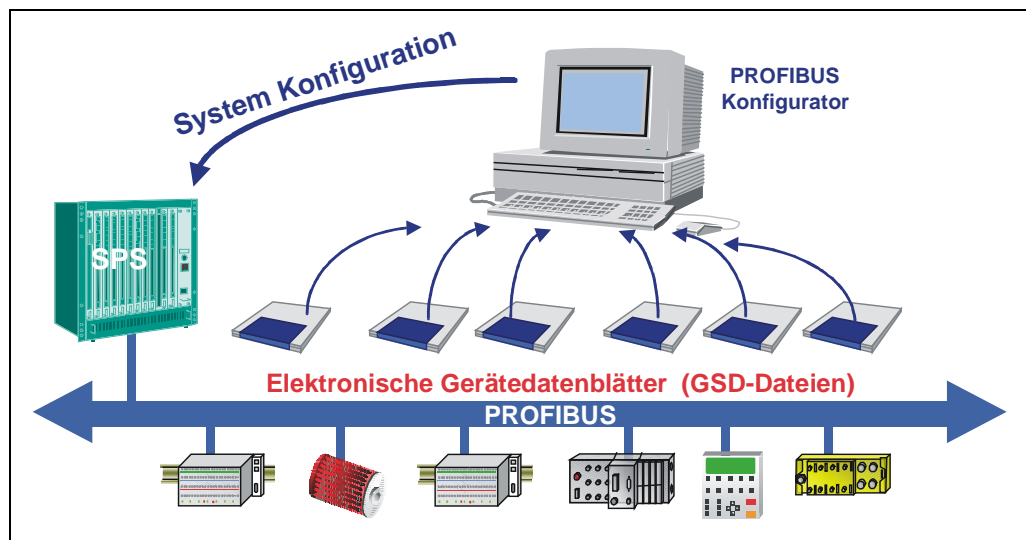 System Konfiguration
PROFIBUS
Konfigurator
SPS
Elektronische Gerätedatenblätter (GSD-Dateien)
PROFIBUS